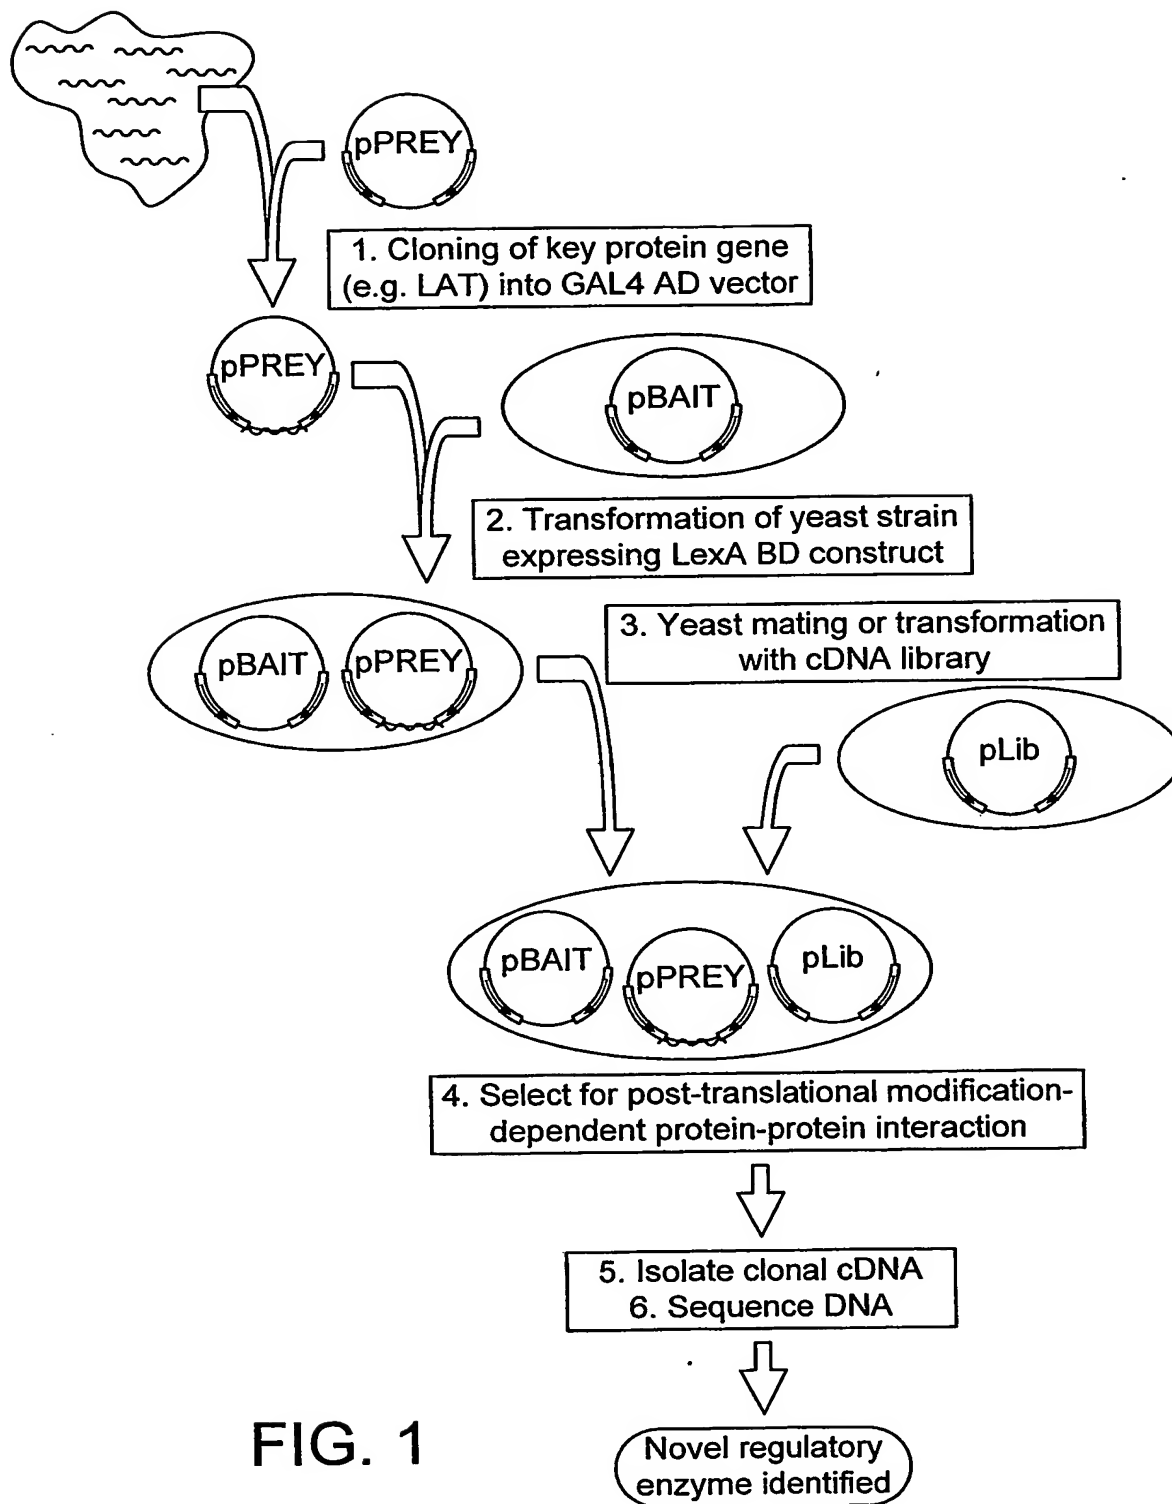 pPREY
1. Cloning of key protein gene
(e.g. LAT) into GAL4 AD vector
pPREY
pBAIT
2. Transformation of yeast strain
expressing LexA BD construct
3. Yeast mating or transformation
with cDNA library
pBAIT
pPREY
pLib
pBAIT
pPREY
pLib
4. Select for post-translational modification-
dependent protein-protein interaction
5. Isolate clonal cDNA
6. Sequence DNA
FIG. 1
Novel regulatory
enzyme identified